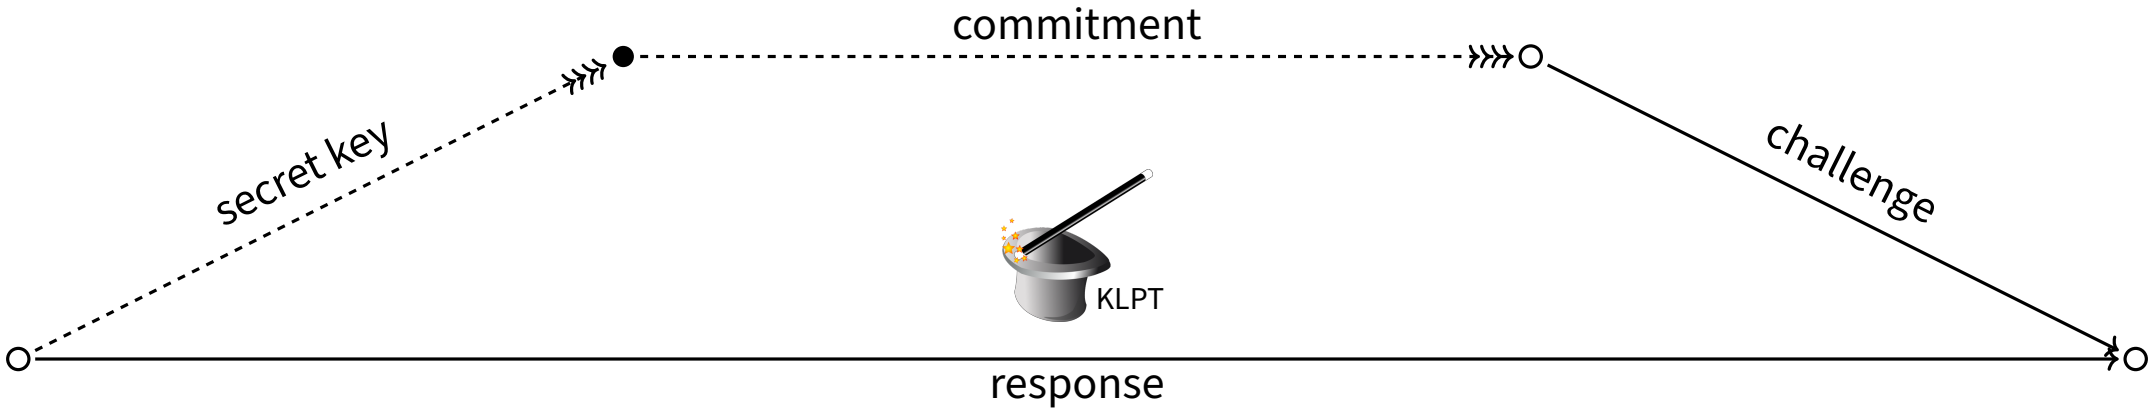 commitment
secret key
challenge
KLPT
response